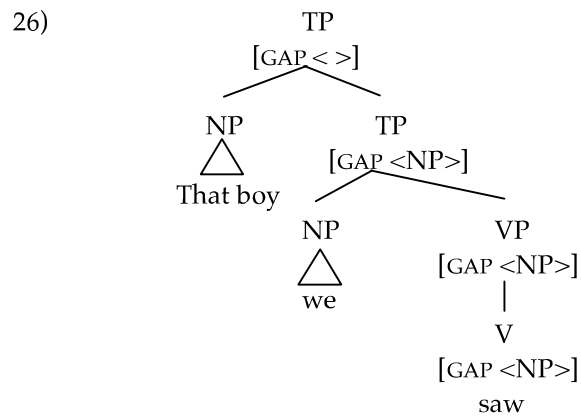 26) TP
[GAP < >]
NP TP
[GAP <NP>]
That boy
NP VP
[GAP <NP>]
we
V
[GAP <NP>]
saw